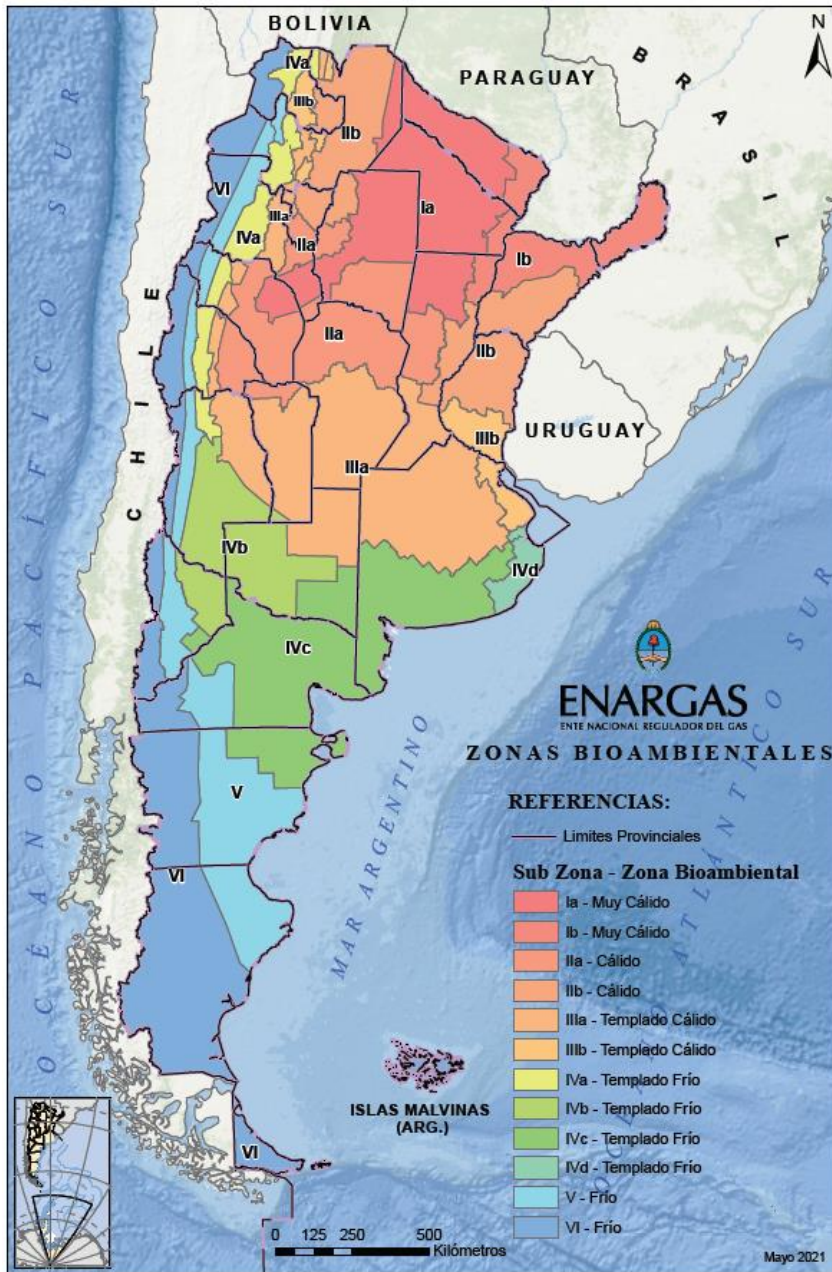 BOLIVIA
N
PARAGUAY
BRASIL
IVa
IIIb
IIb
VI
Ia
IIIa
IVa
IIa
Ib
CHILE
IIa
IIb
URUGUAY
IIIb
IIIa
IVb
IVd
IVc
V
VI
VI
OCÉANO PACÍFICO SUR
MAR ARGENTINO
OCÉANO ATLÁNTICO SUR
ISLAS MALVINAS
(ARG.)
ENARGAS
ENTE NACIONAL REGULADOR DEL GAS
ZONAS BIOAMBIENTALES
REFERENCIAS:
Limites Provinciales
Sub Zona - Zona Bioambiental
Ia - Muy Cálido
Ib - Muy Cálido
IIa - Cálido
IIb - Cálido
IIIa - Templado Cálido
IIIb - Templado Cálido
IVa - Templado Frío
IVb - Templado Frío
IVc - Templado Frío
IVd - Templado Frío
V - Frío
VI - Frío
0 125 250 500
Kilómetros
Mayo 2021